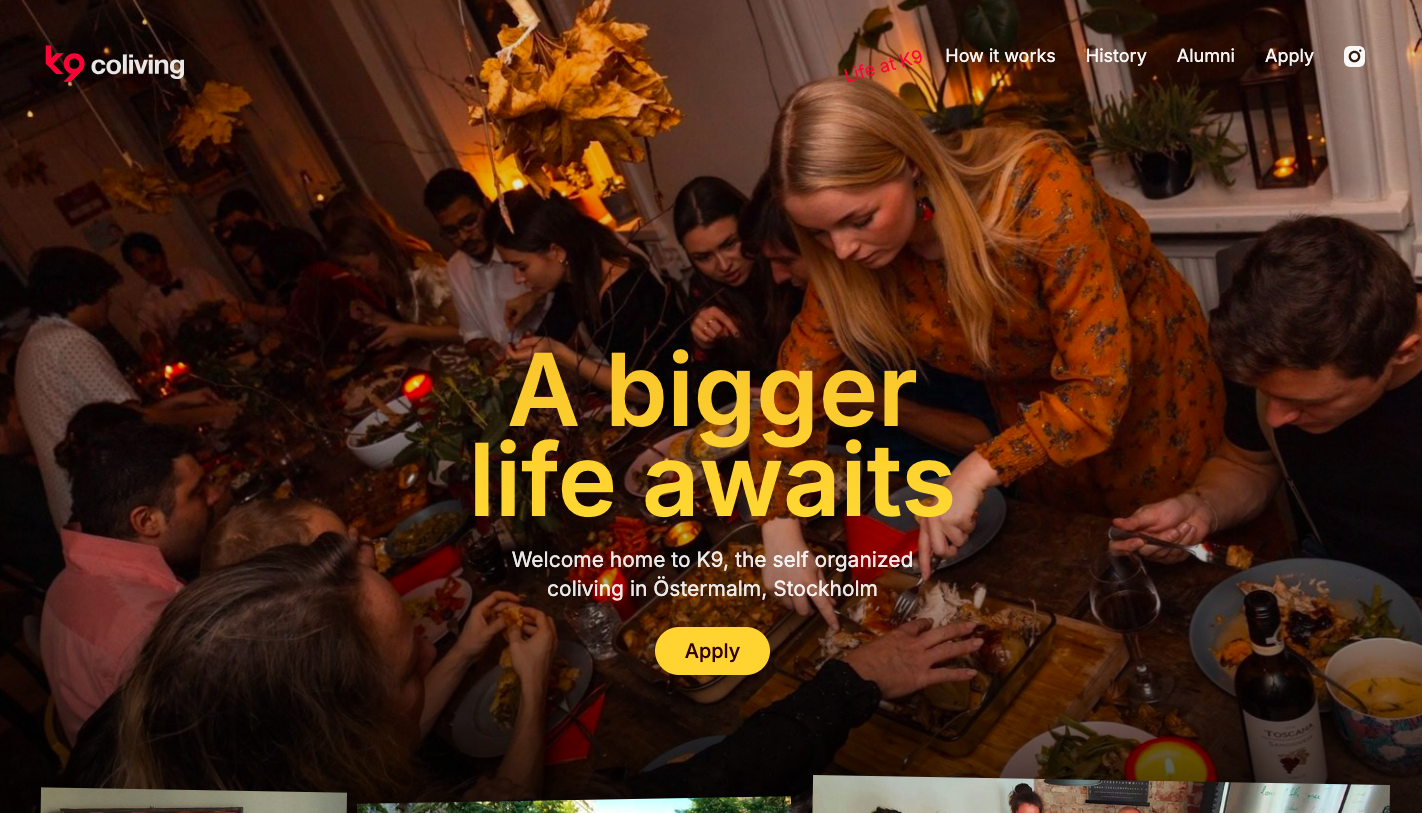 k9 coliving
Life at K9
How it works
History
Alumni
Apply
A bigger
life awaits
Welcome home to K9, the self organized
coliving in Östermalm, Stockholm
Apply
TOSCANA